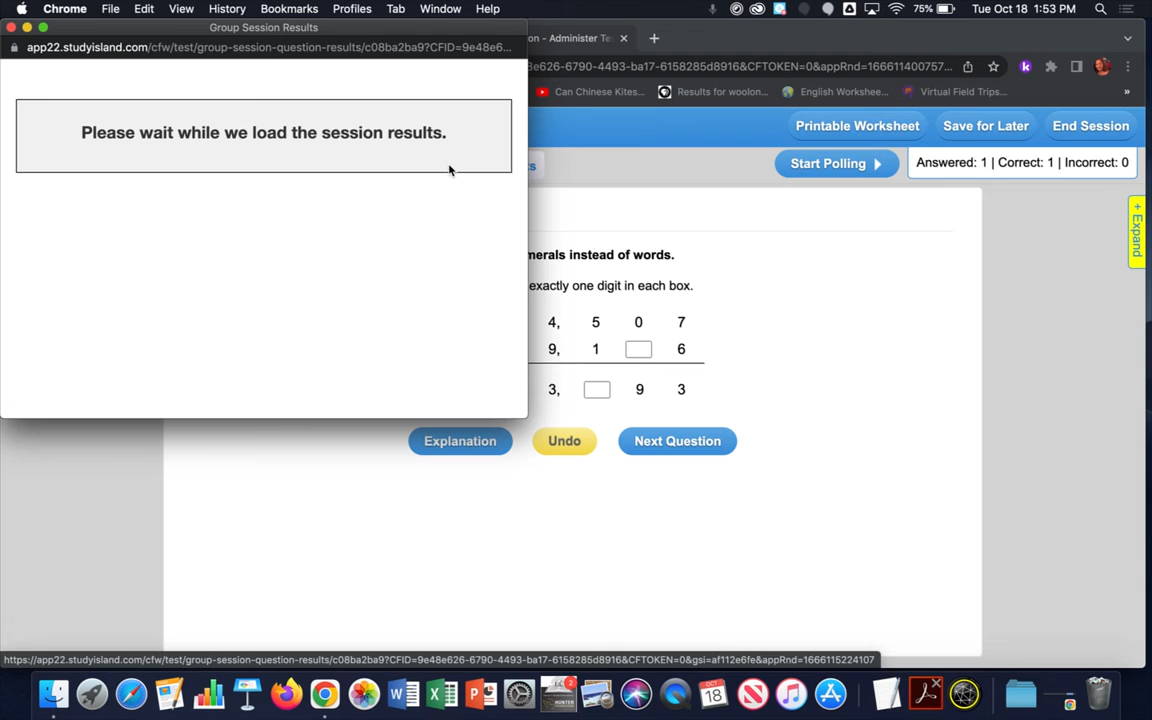 Chrome File Edit View History Bookmarks Profiles Tab Window Help 75% Tue Oct 18 1:53 PM
Group Session Results
app22.studyisland.com/cfw/test/group-session-question-results/c08ba2ba9?CFID=9e48e6...
on - Administer Te
3e48e626-6790-4493-ba17-6158285d8916&CFTOKEN=0&appRnd=166611400757...
Can Chinese Kites... Results for woolon... English Workshee... Virtual Field Trips...
Please wait while we load the session results.
Printable Worksheet Save for Later End Session
Start Polling Answered: 1 | Correct: 1 | Incorrect: 0
+ Expand
merals instead of words.
exactly one digit in each box.
4, 5 0 7
9, 1 6
3, 9 3
Explanation Undo Next Question
https://app22.studyisland.com/cfw/test/group-session-question-results/c08ba2ba9?CFID=9e48e626-6790-4493-ba17-6158285d8916&CFTOKEN=0&gsi=af112e6fe&appRnd=1666115224107